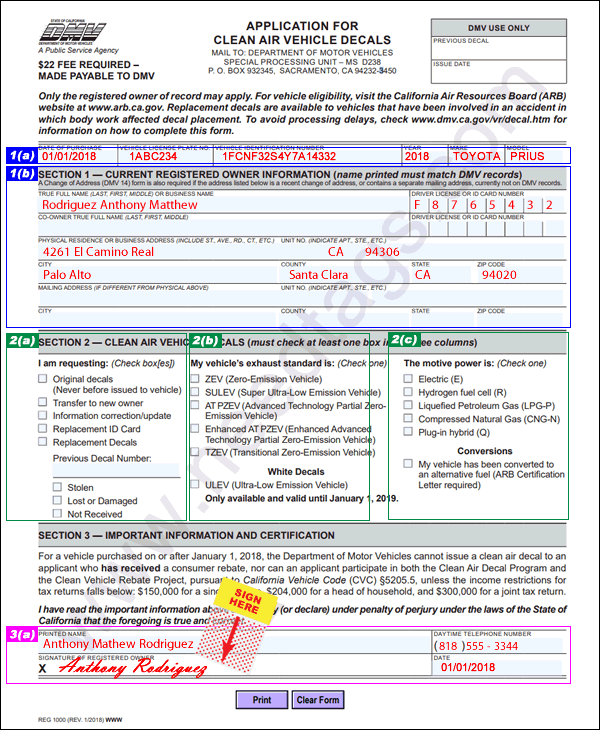 STATE OF CALIFORNIA
DMV
DEPARTMENT OF MOTOR VEHICLES
A Public Service Agency
$22 FEE REQUIRED –
MADE PAYABLE TO DMV
APPLICATION FOR
CLEAN AIR VEHICLE DECALS
MAIL TO: DEPARTMENT OF MOTOR VEHICLES
SPECIAL PROCESSING UNIT – MS D238
P. O. BOX 932345, SACRAMENTO, CA 94232-3450
DMV USE ONLY
PREVIOUS DECAL
ISSUE DATE
Only the registered owner of record may apply. For vehicle eligibility, visit the California Air Resources Board (ARB)
website at www.arb.ca.gov. Replacement decals are available to vehicles that have been involved in an accident in
which body work affected decal placement. To avoid processing delays, check www.dmv.ca.gov/vr/decal.htm for
information on how to complete this form.
1(a) DATE OF PURCHASE VEHICLE LICENSE PLATE NO. VEHICLE IDENTIFICATION NUMBER YEAR MAKE MODEL
01/01/2018 1ABC234 1FCNF32S4Y7A14332 2018 TOYOTA PRIUS
1(b) SECTION 1 — CURRENT REGISTERED OWNER INFORMATION (name printed must match DMV records)
A Change of Address (DMV 14) form is also required if the address listed below is a recent change of address, or contains a separate mailing address, currently not on DMV records.
TRUE FULL NAME (LAST, FIRST, MIDDLE) OR BUSINESS NAME DRIVER LICENSE OR ID CARD NUMBER
Rodriguez Anthony Matthew F 8 7 6 5 4 3 2
CO-OWNER TRUE FULL NAME (LAST, FIRST, MIDDLE) DRIVER LICENSE OR ID CARD NUMBER
PHYSICAL RESIDENCE OR BUSINESS ADDRESS (INCLUDE ST., AVE., RD., CT., ETC.) UNIT NO. (INDICATE APT., STE., ETC.)
4261 El Camino Real CA 94306
CITY COUNTY STATE ZIP CODE
Palo Alto Santa Clara CA 94020
MAILING ADDRESS (IF DIFFERENT FROM PHYSICAL ABOVE) UNIT NO. (INDICATE APT., STE., ETC.)
CITY COUNTY STATE ZIP CODE
2(a) SECTION 2 — CLEAN AIR VEHIC 2(b) CALS (must check at least one box in 2(c) ee columns)
I am requesting: (Check box[es])
Original decals
(Never before issued to vehicle)
Transfer to new owner
Information correction/update
Replacement ID Card
Replacement Decals
Previous Decal Number:
Stolen
Lost or Damaged
Not Received
My vehicle's exhaust standard is: (Check one)
ZEV (Zero-Emission Vehicle)
SULEV (Super Ultra-Low Emission Vehicle)
AT PZEV (Advanced Technology Partial Zero-
Emission Vehicle)
Enhanced AT PZEV (Enhanced Advanced
Technology Partial Zero-Emission Vehicle)
TZEV (Transitional Zero-Emission Vehicle)
White Decals
ULEV (Ultra-Low Emission Vehicle)
Only available and valid until January 1, 2019.
The motive power is: (Check one)
Electric (E)
Hydrogen fuel cell (R)
Liquefied Petroleum Gas (LPG-P)
Compressed Natural Gas (CNG-N)
Plug-in hybrid (Q)
Conversions
My vehicle has been converted to
an alternative fuel (ARB Certification
Letter required)
SECTION 3 — IMPORTANT INFORMATION AND CERTIFICATION
For a vehicle purchased on or after January 1, 2018, the Department of Motor Vehicles cannot issue a clean air decal to an
applicant who has received a consumer rebate, nor can an applicant participate in both the Clean Air Decal Program and
the Clean Vehicle Rebate Project, pursuant to California Vehicle Code (CVC) §5205.5, unless the income restrictions for
tax returns falls below: $150,000 for a sin $204,000 for a head of household, and $300,000 for a joint tax return.
I have read the important information abo y (or declare) under penalty of perjury under the laws of the State of
California that the foregoing is true and
SIGN
HERE
3(a) PRINTED NAME DAYTIME TELEPHONE NUMBER
Anthony Mathew Rodriguez (818 )555 - 3344
SIGNATURE OF REGISTERED OWNER DATE
X Anthony Rodriguez 01/01/2018
Print Clear Form
REG 1000 (REV. 1/2018) WWW